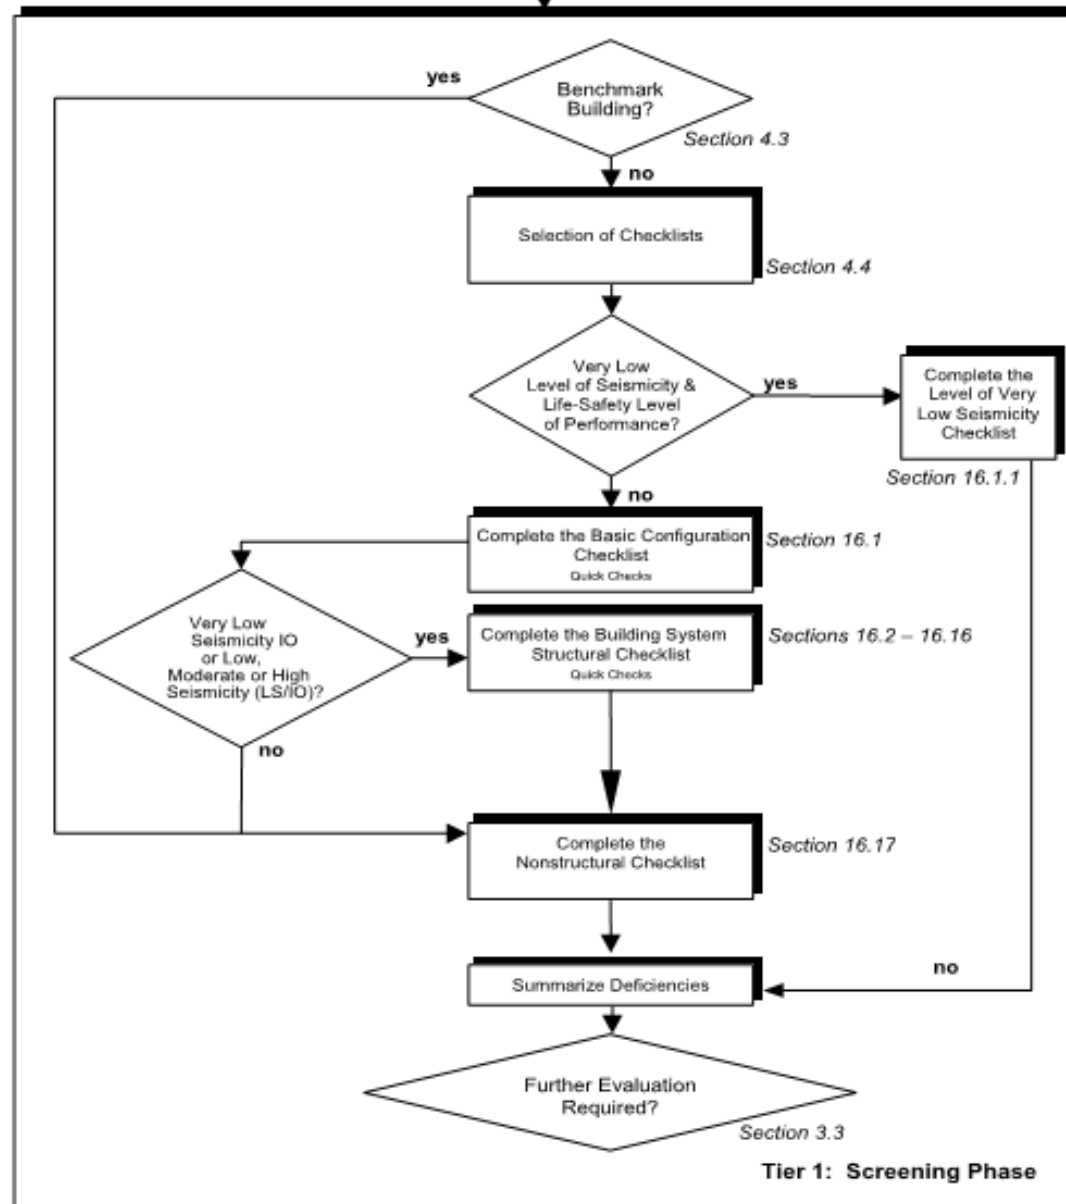 yes
Benchmark
Building?
Section 4.3
no
Selection of Checklists
Section 4.4
Very Low
Level of Seismicity &
Life-Safety Level
of Performance?
yes
Complete the
Level of Very
Low Seismicity
Checklist
Section 16.1.1
no
Complete the Basic Configuration
Checklist
Quick Checks
Section 16.1
Very Low
Seismicity IO
or Low,
Moderate or High
Seismicity (LS/IO)?
yes
Complete the Building System
Structural Checklist
Quick Checks
Sections 16.2 – 16.16
no
Complete the
Nonstructural Checklist
Section 16.17
no
Summarize Deficiencies
Further Evaluation
Required?
Section 3.3
Tier 1: Screening Phase